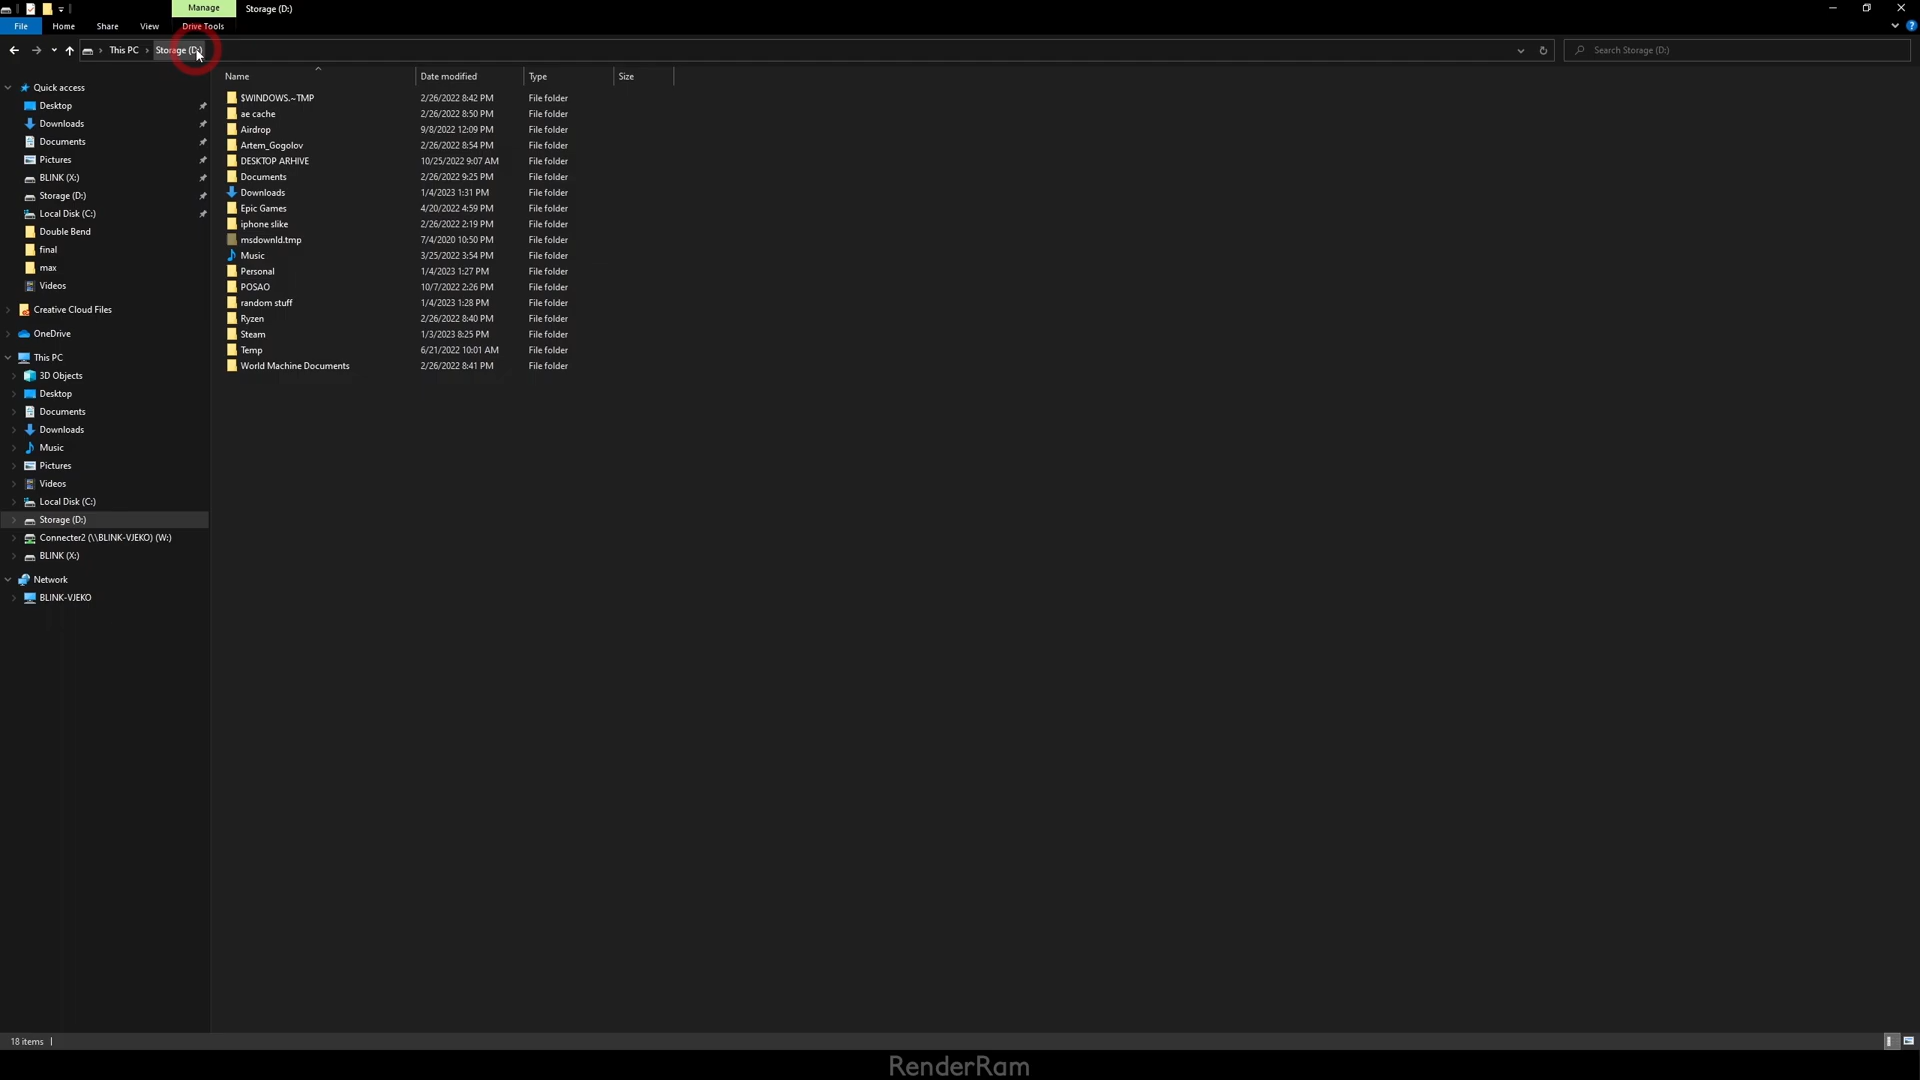 Manage
Storage (D:)
File
Home
Share
View
Drive Tools
This PC
Storage (D:)
Search Storage (D:)
Name
Date modified
Type
Size
Quick access
Desktop
Downloads
Documents
Pictures
BLINK (X:)
Storage (D:)
Local Disk (C:)
Double Bend
final
max
Videos
Creative Cloud Files
OneDrive
This PC
3D Objects
Desktop
Documents
Downloads
Music
Pictures
Videos
Local Disk (C:)
Storage (D:)
Connecter2 (\\BLINK-VJEKO) (W:)
BLINK (X:)
Network
BLINK-VJEKO
$WINDOWS.~TMP 2/26/2022 8:42 PM File folder
ae cache 2/26/2022 8:50 PM File folder
Airdrop 9/8/2022 12:09 PM File folder
Artem_Gogolov 2/26/2022 8:54 PM File folder
DESKTOP ARHIVE 10/25/2022 9:07 AM File folder
Documents 2/26/2022 9:25 PM File folder
Downloads 1/4/2023 1:31 PM File folder
Epic Games 4/20/2022 4:59 PM File folder
iphone slike 2/26/2022 2:19 PM File folder
msdownld.tmp 7/4/2020 10:50 PM File folder
Music 3/25/2022 3:54 PM File folder
Personal 1/4/2023 1:27 PM File folder
POSAO 10/7/2022 2:26 PM File folder
random stuff 1/4/2023 1:28 PM File folder
Ryzen 2/26/2022 8:40 PM File folder
Steam 1/3/2023 8:25 PM File folder
Temp 6/21/2022 10:01 AM File folder
World Machine Documents 2/26/2022 8:41 PM File folder
18 items
RenderRam